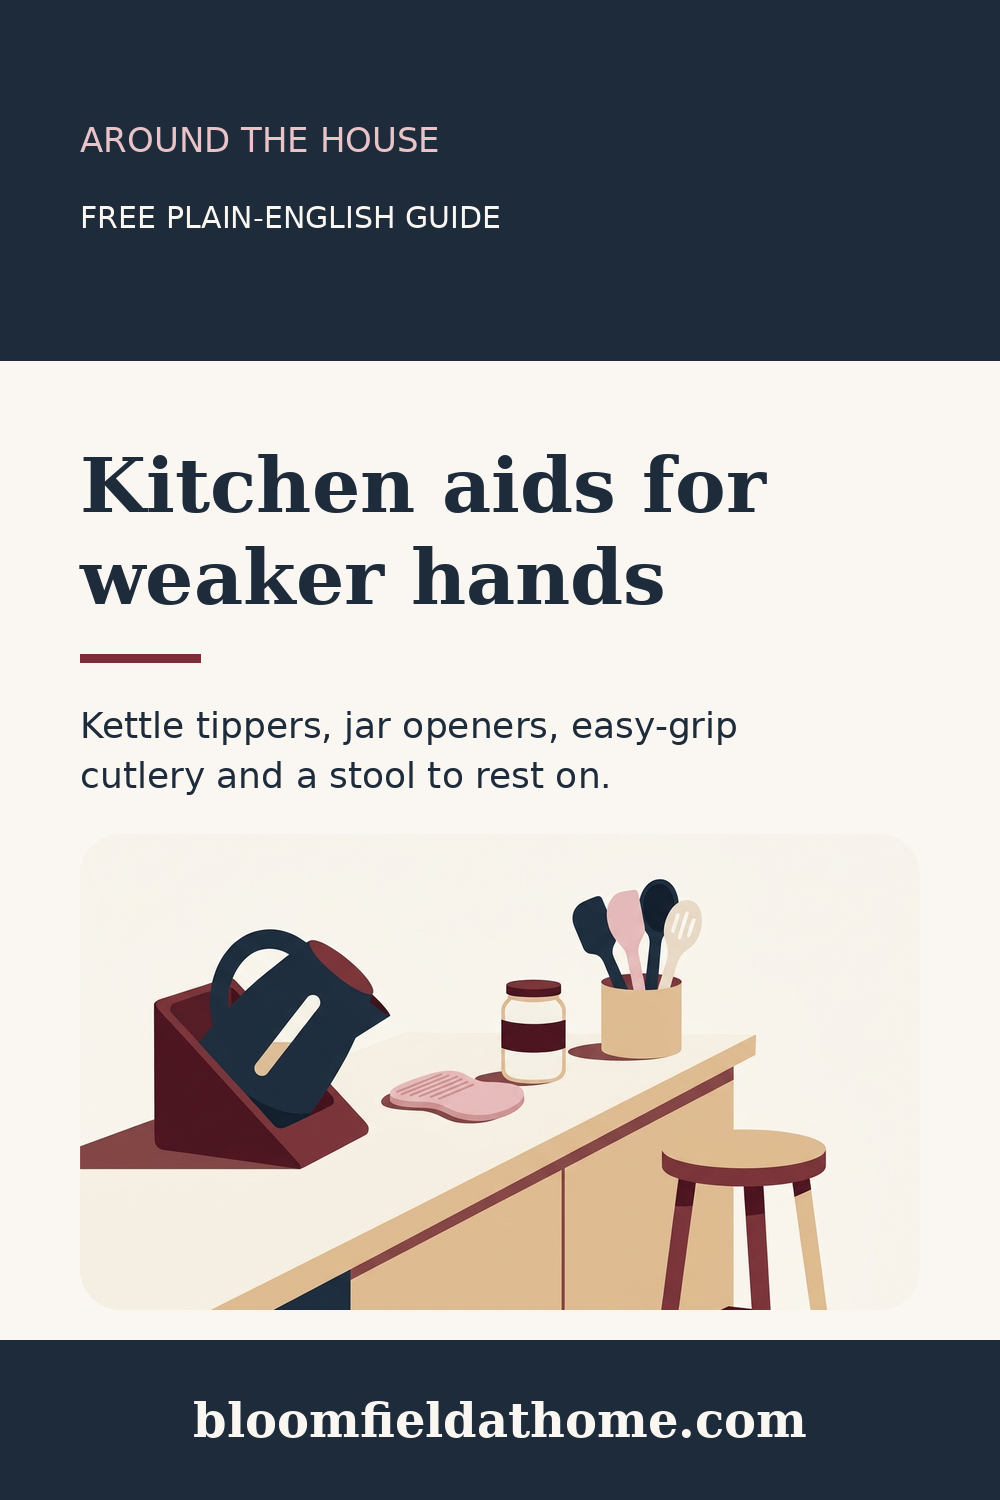 AROUND THE HOUSE
FREE PLAIN-ENGLISH GUIDE
Kitchen aids for
weaker hands
Kettle tippers, jar openers, easy-grip
cutlery and a stool to rest on.
bloomfieldathome.com